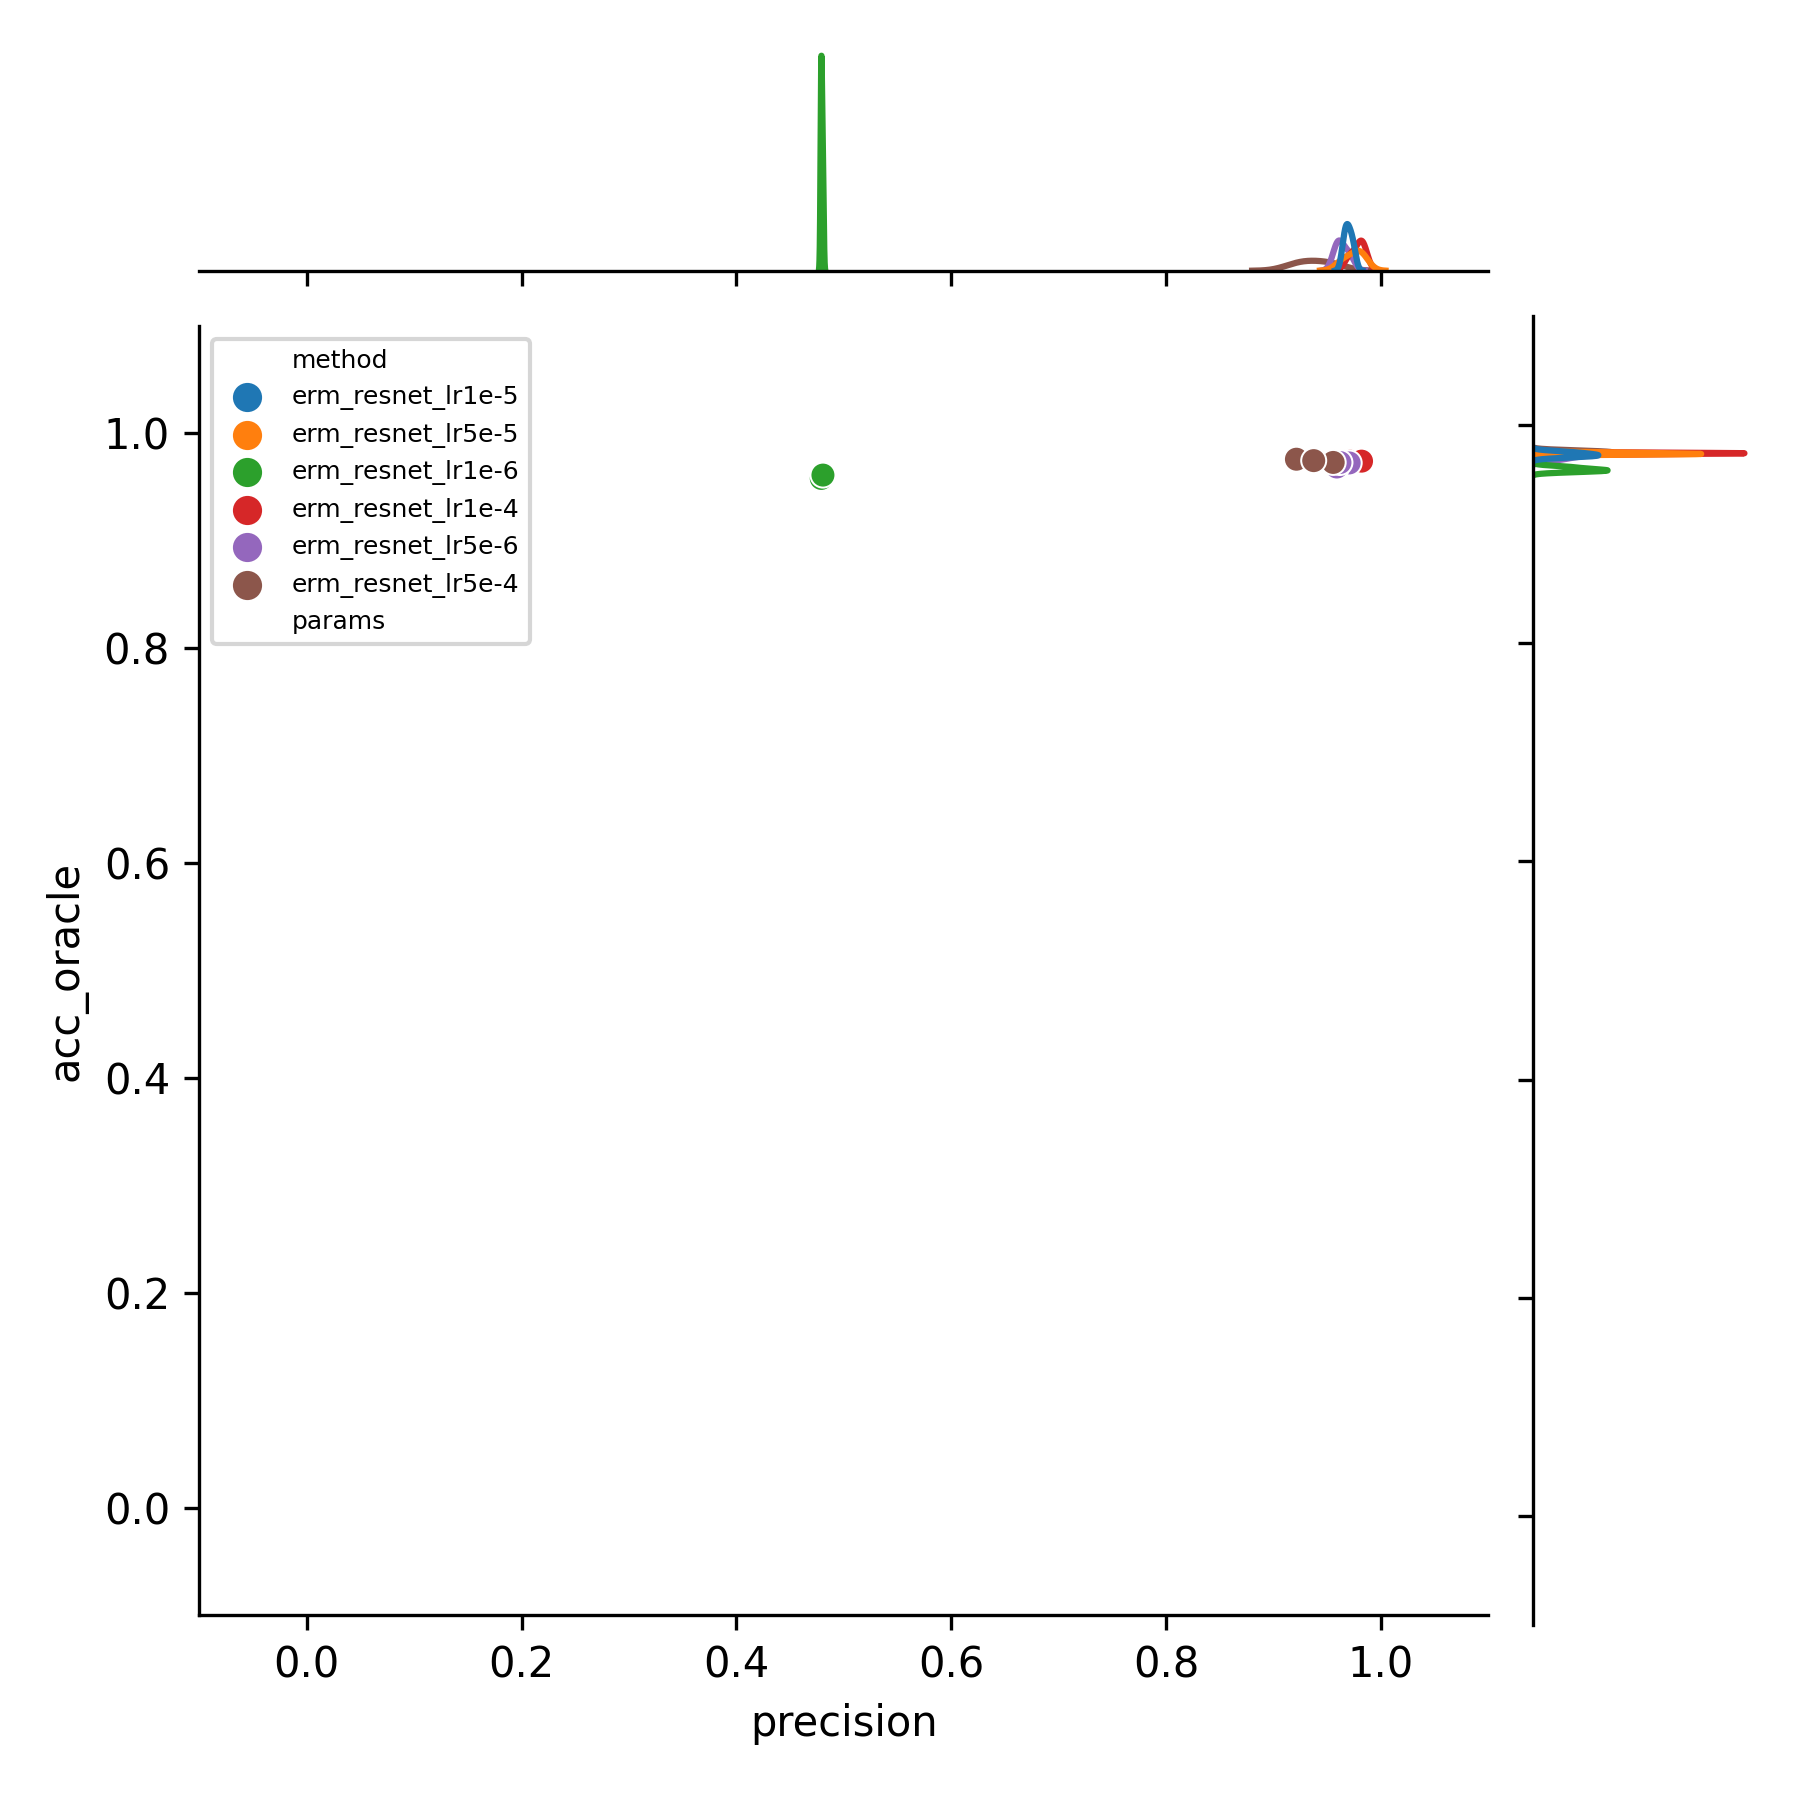 method
erm_resnet_lr1e-5
erm_resnet_lr5e-5
erm_resnet_lr1e-6
erm_resnet_lr1e-4
erm_resnet_lr5e-6
erm_resnet_lr5e-4
params
1.0
0.8
0.6
0.4
0.2
0.0
acc_oracle
0.0 0.2 0.4 0.6 0.8 1.0
precision